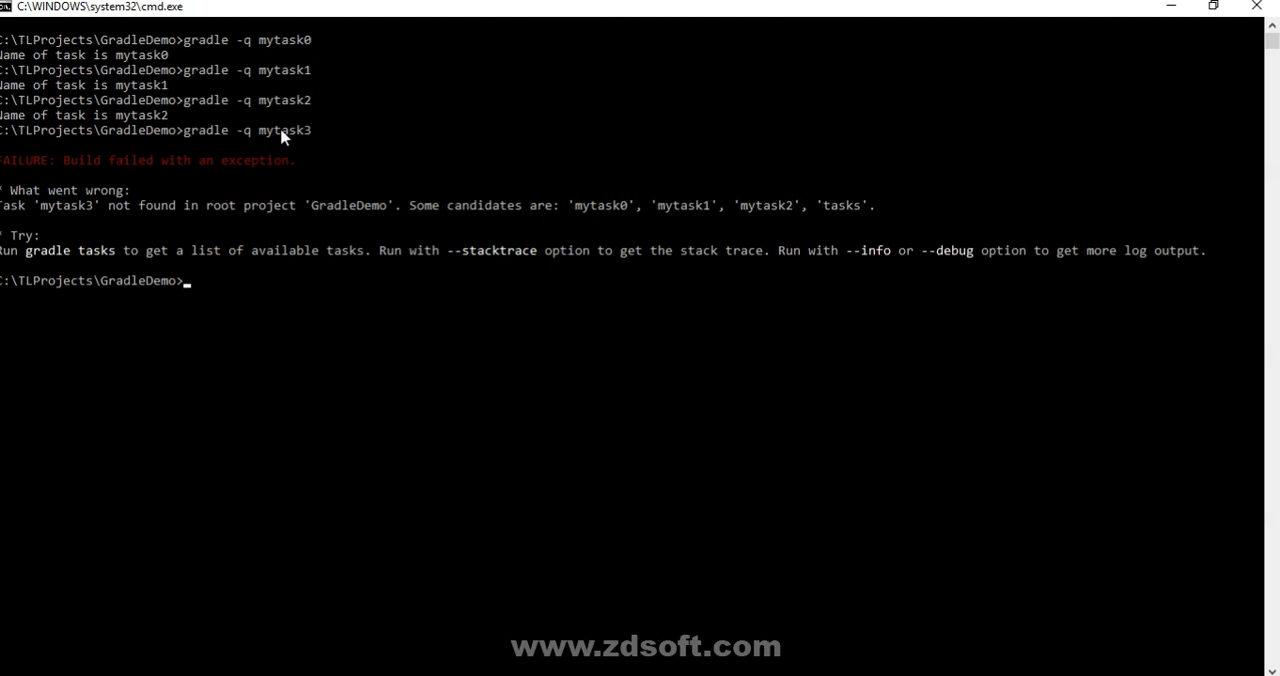 C:\WINDOWS\system32\cmd.exe
:\TLProjects\GradleDemo>gradle -q mytask0
ame of task is mytask0
:\TLProjects\GradleDemo>gradle -q mytask1
ame of task is mytask1
:\TLProjects\GradleDemo>gradle -q mytask2
ame of task is mytask2
:\TLProjects\GradleDemo>gradle -q mytask3
FAILURE: Build failed with an exception.
* What went wrong:
Task 'mytask3' not found in root project 'GradleDemo'. Some candidates are: 'mytask0', 'mytask1', 'mytask2', 'tasks'.
* Try:
Run gradle tasks to get a list of available tasks. Run with --stacktrace option to get the stack trace. Run with --info or --debug option to get more log output.
:\TLProjects\GradleDemo>
www.zdsoft.com